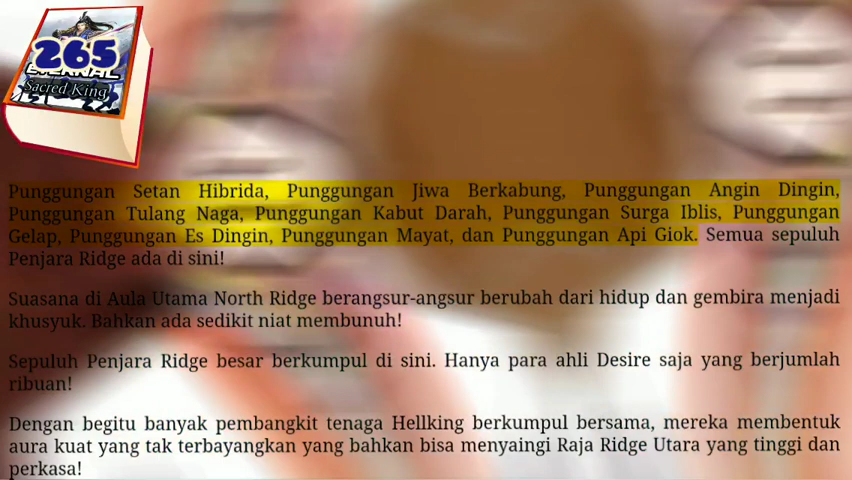 265
ETERNAL
Sacred King
Punggungan Setan Hibrida, Punggungan Jiwa Berkabung, Punggungan Angin Dingin,
Punggungan Tulang Naga, Punggungan Kabut Darah, Punggungan Surga Iblis, Punggungan
Gelap, Punggungan Es Dingin, Punggungan Mayat, dan Punggungan Api Giok. Semua sepuluh
Penjara Ridge ada di sini!
Suasana di Aula Utama North Ridge berangsur-angsur berubah dari hidup dan gembira menjadi
khusyuk. Bahkan ada sedikit niat membunuh!
Sepuluh Penjara Ridge besar berkumpul di sini. Hanya para ahli Desire saja yang berjumlah
ribuan!
Dengan begitu banyak pembangkit tenaga Hellking berkumpul bersama, mereka membentuk
aura kuat yang tak terbayangkan yang bahkan bisa menyaingi Raja Ridge Utara yang tinggi dan
perkasa!